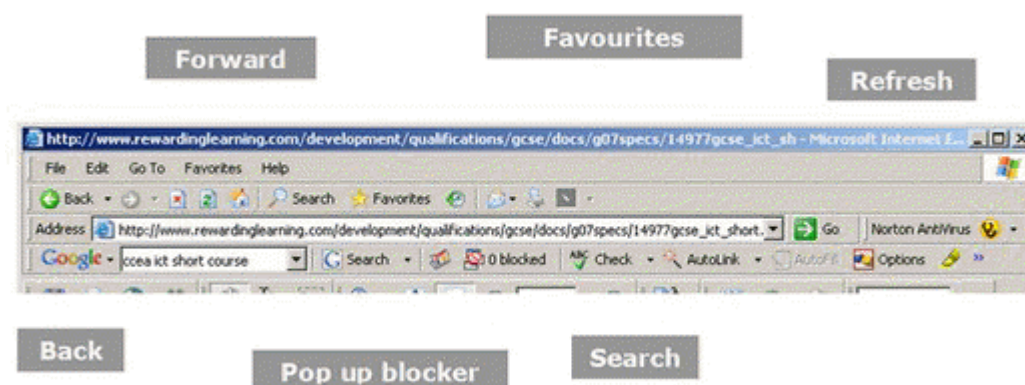 Favourites
Forward
Refresh
http://www.rewardinglearning.com/development/qualifications/gcse/docs/g07specs/14977gcse_ict_sh - Microsoft Internet E...
File Edit Go To Favorites Help
Back Search Favorites
Address http://www.rewardinglearning.com/development/qualifications/gcse/docs/g07specs/14977gcse_ict_short. Go Norton AntiVirus
Google ccea ict short course Search 0 blocked ABC Check AutoLink AutoFill Options »
Back
Search
Pop up blocker